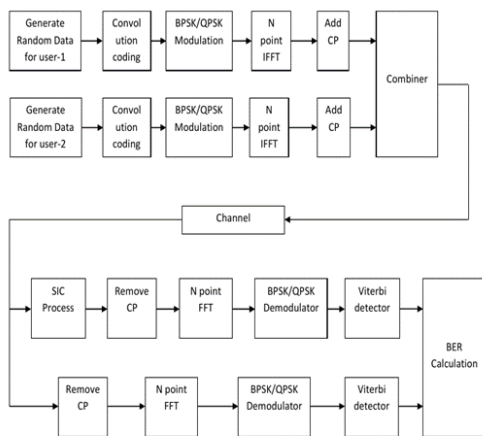 Generate
Random Data
for user-1
Convol
ution
coding
BPSK/QPSK
Modulation
N
point
IFFT
Add
CP
Combiner
Generate
Random Data
for user-2
Convol
ution
coding
BPSK/QPSK
Modulation
N
point
IFFT
Add
CP
Channel
SIC
Process
Remove
CP
N point
FFT
BPSK/QPSK
Demodulator
Viterbi
detector
BER
Calculation
Remove
CP
N point
FFT
BPSK/QPSK
Demodulator
Viterbi
detector